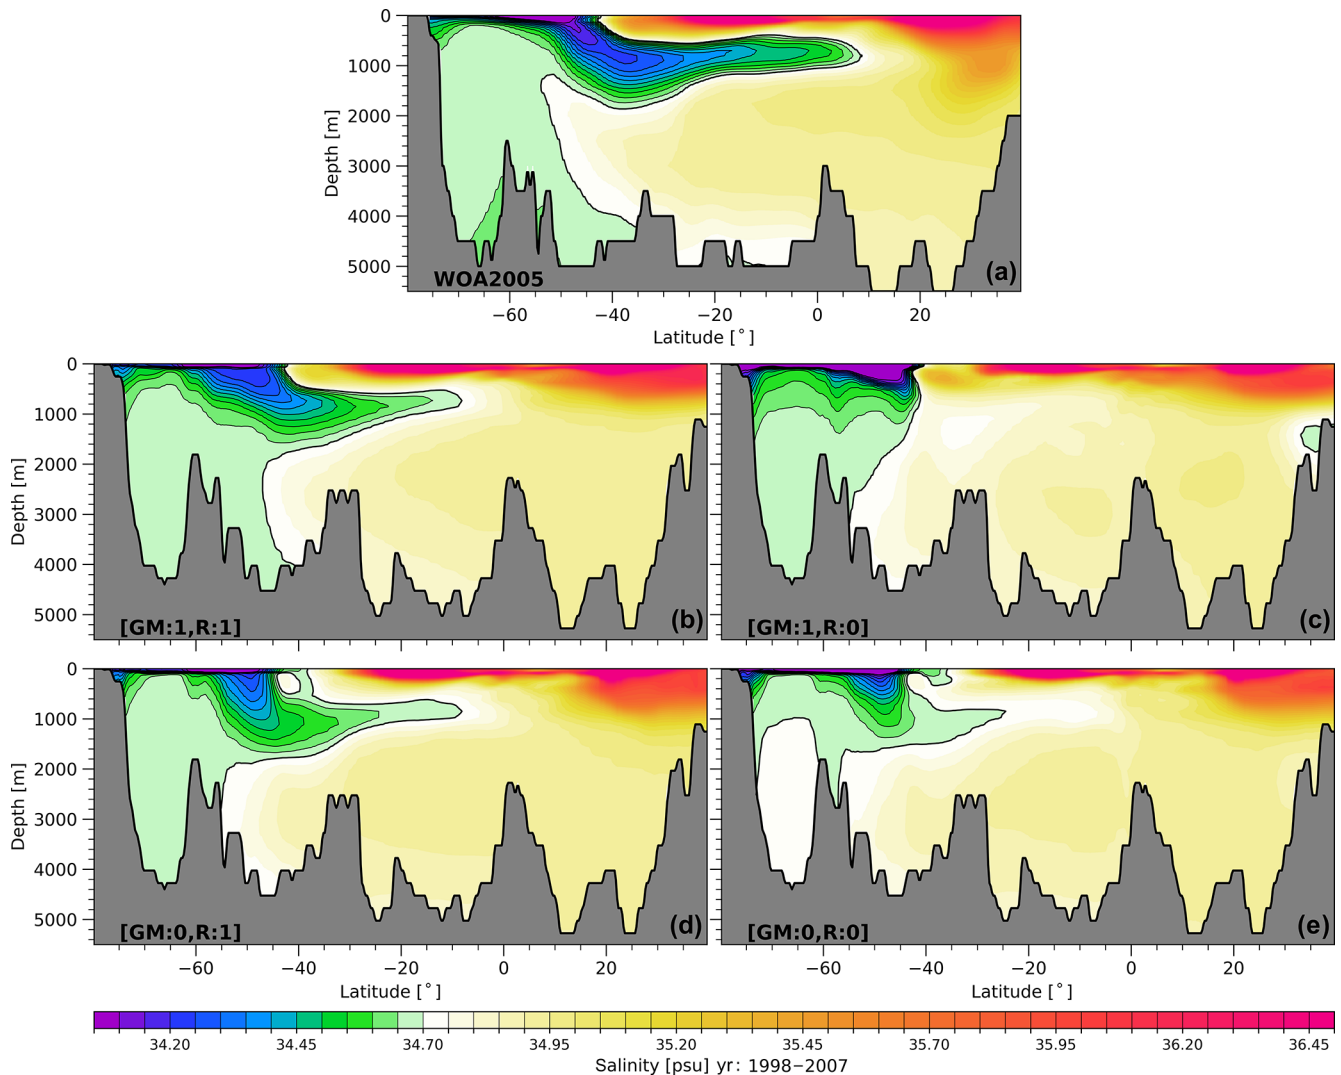 0
1000
2000
3000
4000
5000
Depth [m]
WOA2005
(a)
−60 −40 −20 0 20
Latitude [°]
0
1000
2000
3000
4000
5000
Depth [m]
[GM:1,R:1]
(b)
[GM:1,R:0]
(c)
0
1000
2000
3000
4000
5000
Depth [m]
[GM:0,R:1]
(d)
[GM:0,R:0]
(e)
−60 −40 −20 0 20
Latitude [°]
−60 −40 −20 0 20
Latitude [°]
34.20 34.45 34.70 34.95 35.20 35.45 35.70 35.95 36.20 36.45
Salinity [psu] yr: 1998−2007